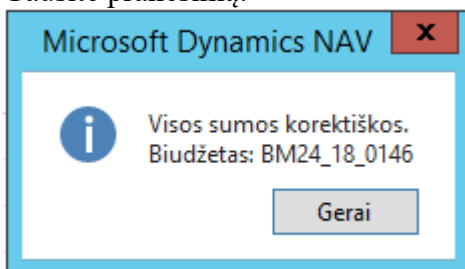 Microsoft Dynamics NAV
Visos sumos korektiškos.
Biudžetas: BM24_18_0146
Gerai